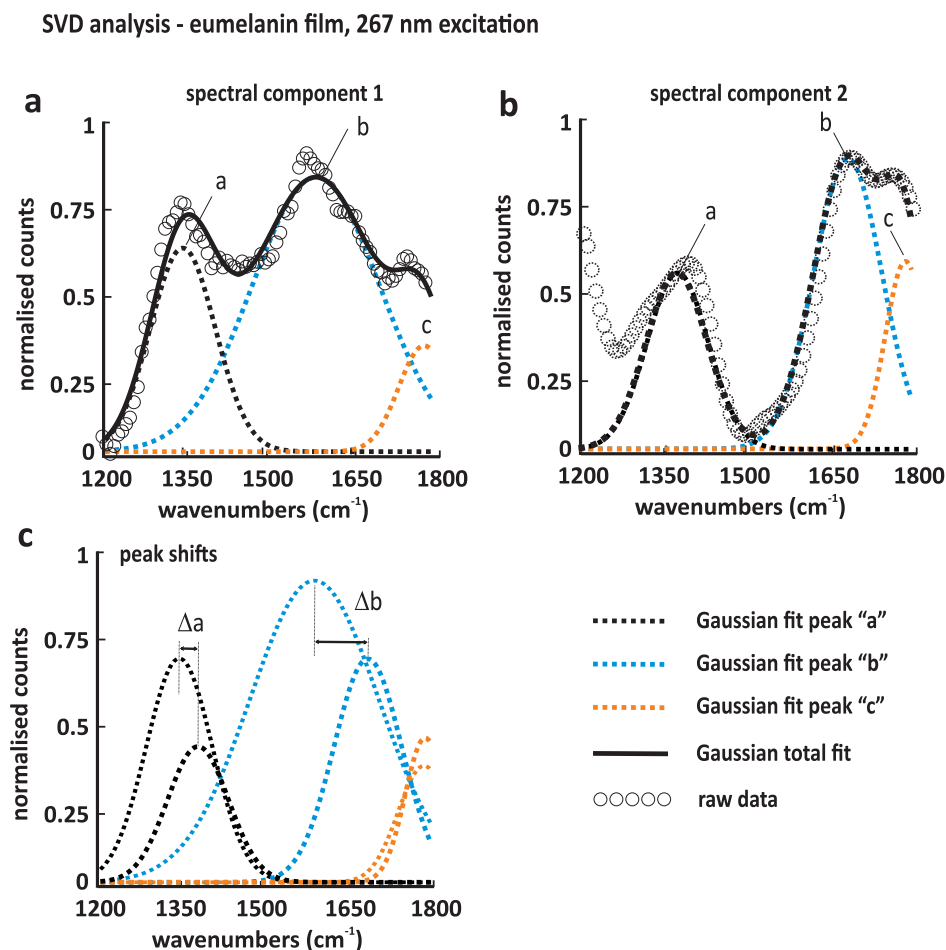 SVD analysis - eumelanin film, 267 nm excitation
a
spectral component 1
normalised counts
1
0.75
0.5
0.25
0
a
b
c
1200 1350 1500 1650 1800
wavenumbers (cm⁻¹)
b
spectral component 2
normalised counts
1
0.75
0.5
0.25
0
a
b
c
1200 1350 1500 1650 1800
wavenumbers (cm⁻¹)
c
peak shifts
normalised counts
1
0.75
0.5
0.25
0
Δa
Δb
1200 1350 1500 1650 1800
wavenumbers (cm⁻¹)
Gaussian fit peak “a”
Gaussian fit peak “b”
Gaussian fit peak “c”
Gaussian total fit
raw data